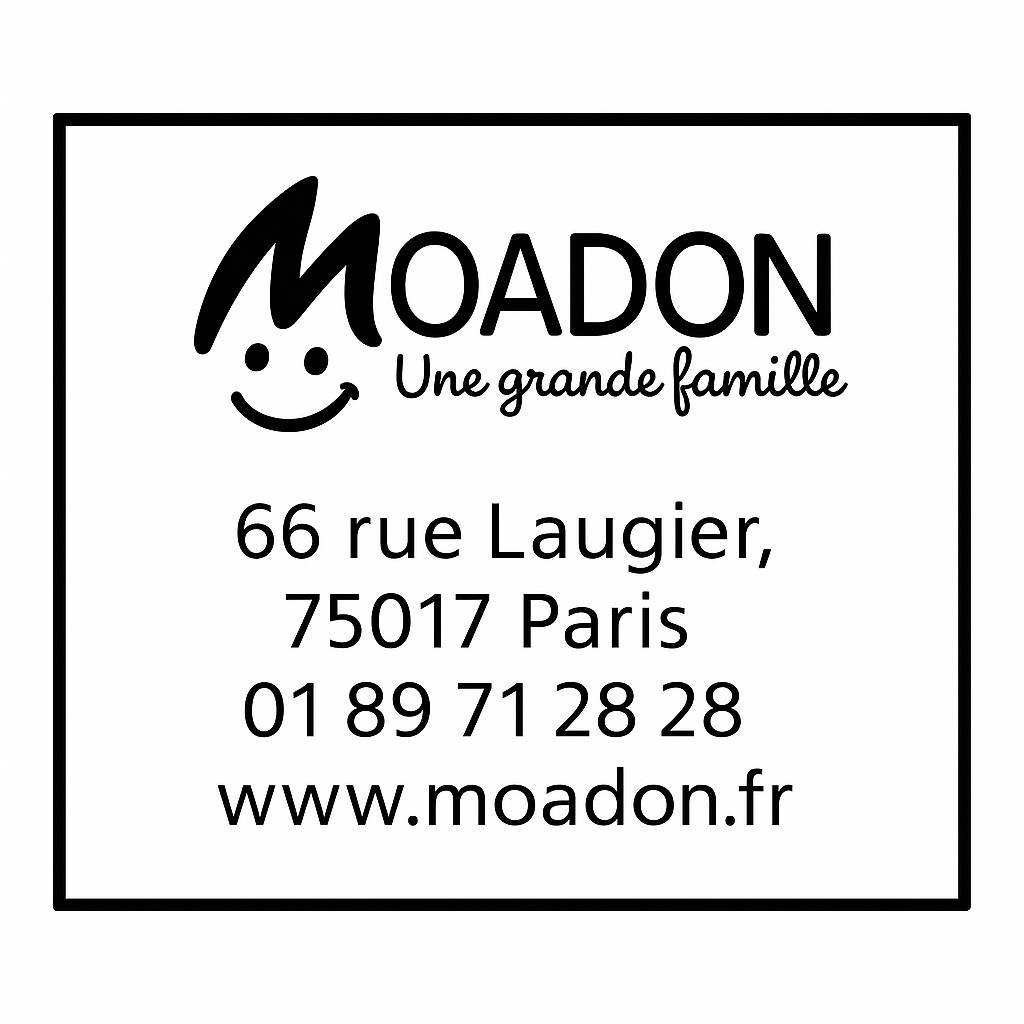 MOADON
Une grande famille
66 rue Laugier,
75017 Paris
01 89 71 28 28
www.moadon.fr